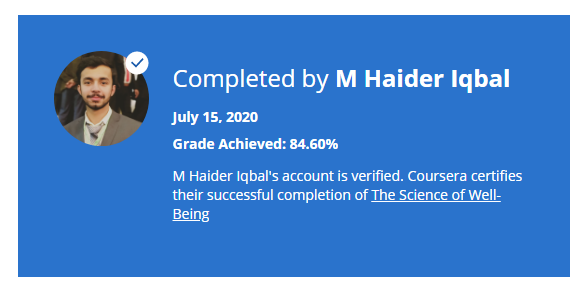 Completed by M Haider Iqbal
July 15, 2020
Grade Achieved: 84.60%
M Haider Iqbal's account is verified. Coursera certifies
their successful completion of The Science of Well-
Being